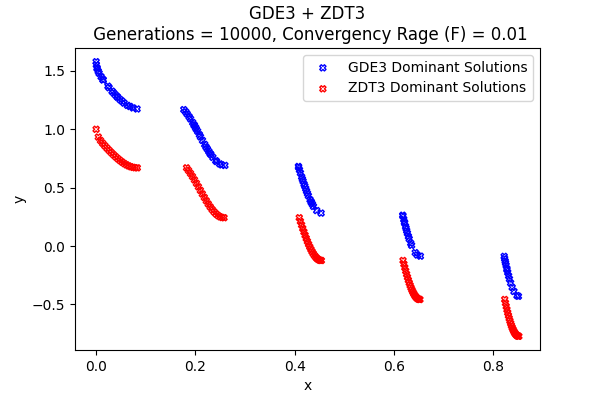 GDE3 + ZDT3
Generations = 10000, Convergency Rage (F) = 0.01
GDE3 Dominant Solutions
ZDT3 Dominant Solutions
1.5
1.0
0.5
0.0
−0.5
y
0.0 0.2 0.4 0.6 0.8
x